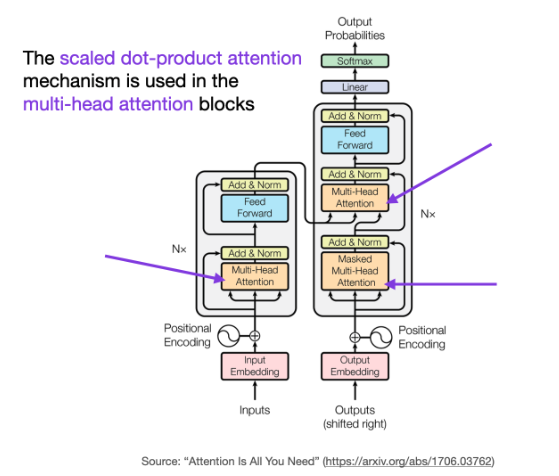 The scaled dot-product attention
mechanism is used in the
multi-head attention blocks
Output
Probabilities
Softmax
Linear
Add & Norm
Feed
Forward
Add & Norm
Multi-Head
Attention
Nx
Add & Norm
Masked
Multi-Head
Attention
Add & Norm
Feed
Forward
N×
Add & Norm
Multi-Head
Attention
Positional
Encoding
Positional
Encoding
Input
Embedding
Output
Embedding
Inputs
Outputs
(shifted right)
Source: “Attention Is All You Need” (https://arxiv.org/abs/1706.03762)